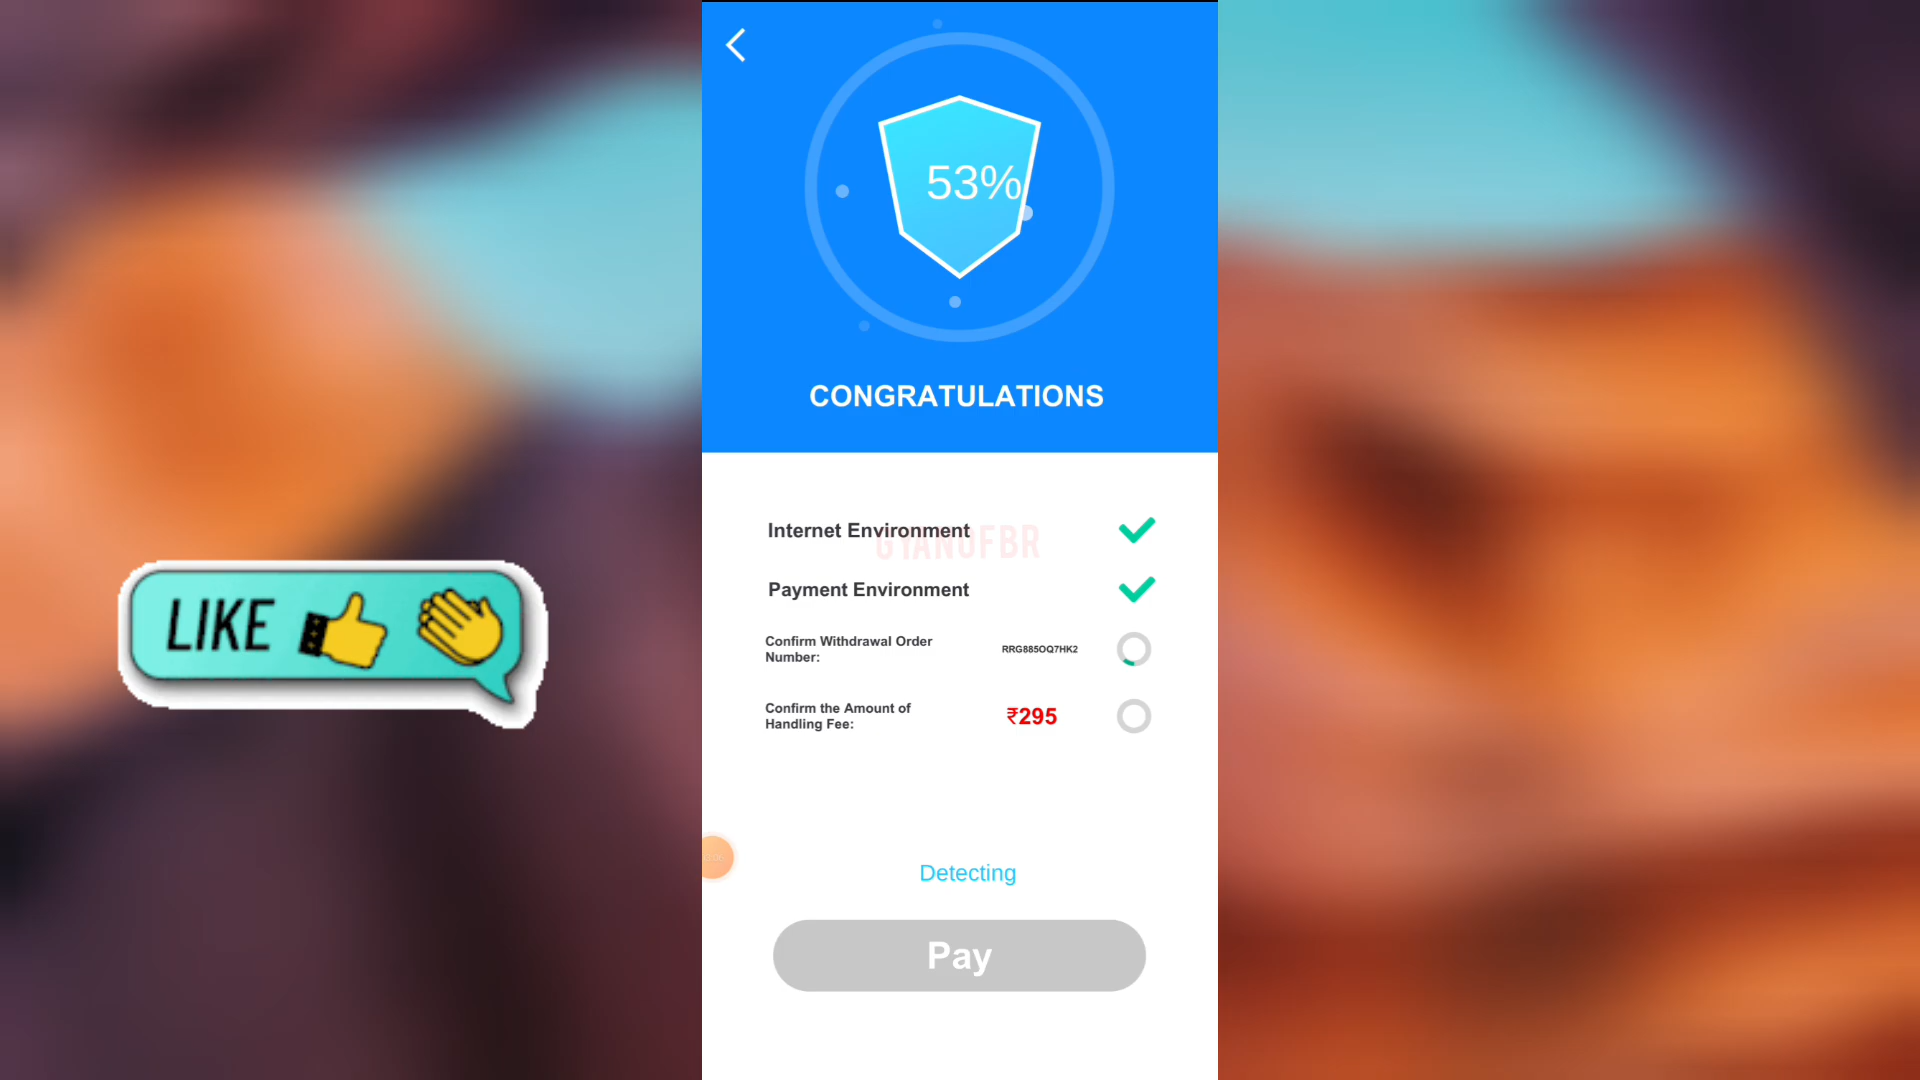 53%
CONGRATULATIONS
Internet Environment
GYANOFBR
Payment Environment
LIKE
Confirm Withdrawal Order
Number:
RRG885OQ7HK2
Confirm the Amount of
Handling Fee:
₹295
Detecting
Pay